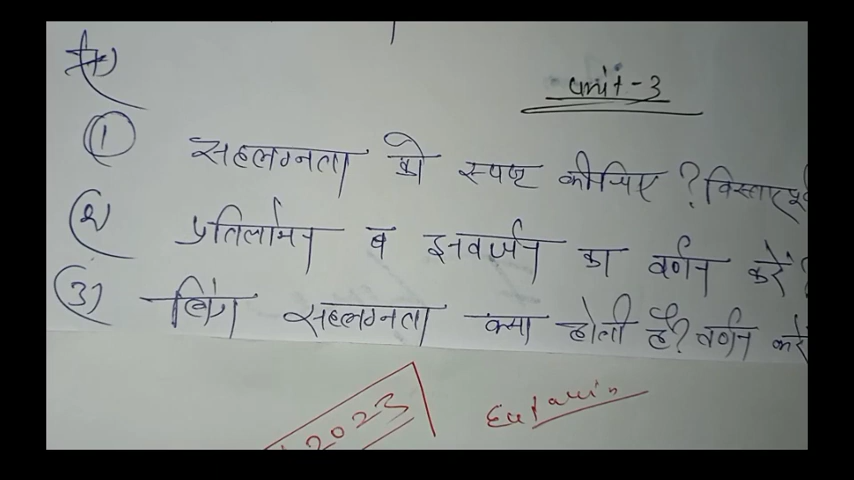 unit-3
① सहलग्नता को स्पष्ट कीजिए ? विस्तारपूर्व
(2) प्रतिलोमन व इनवर्जन का वर्णन करें ?
(3) लिंग सहलग्नता क्या होती है? वर्णन करें
2023